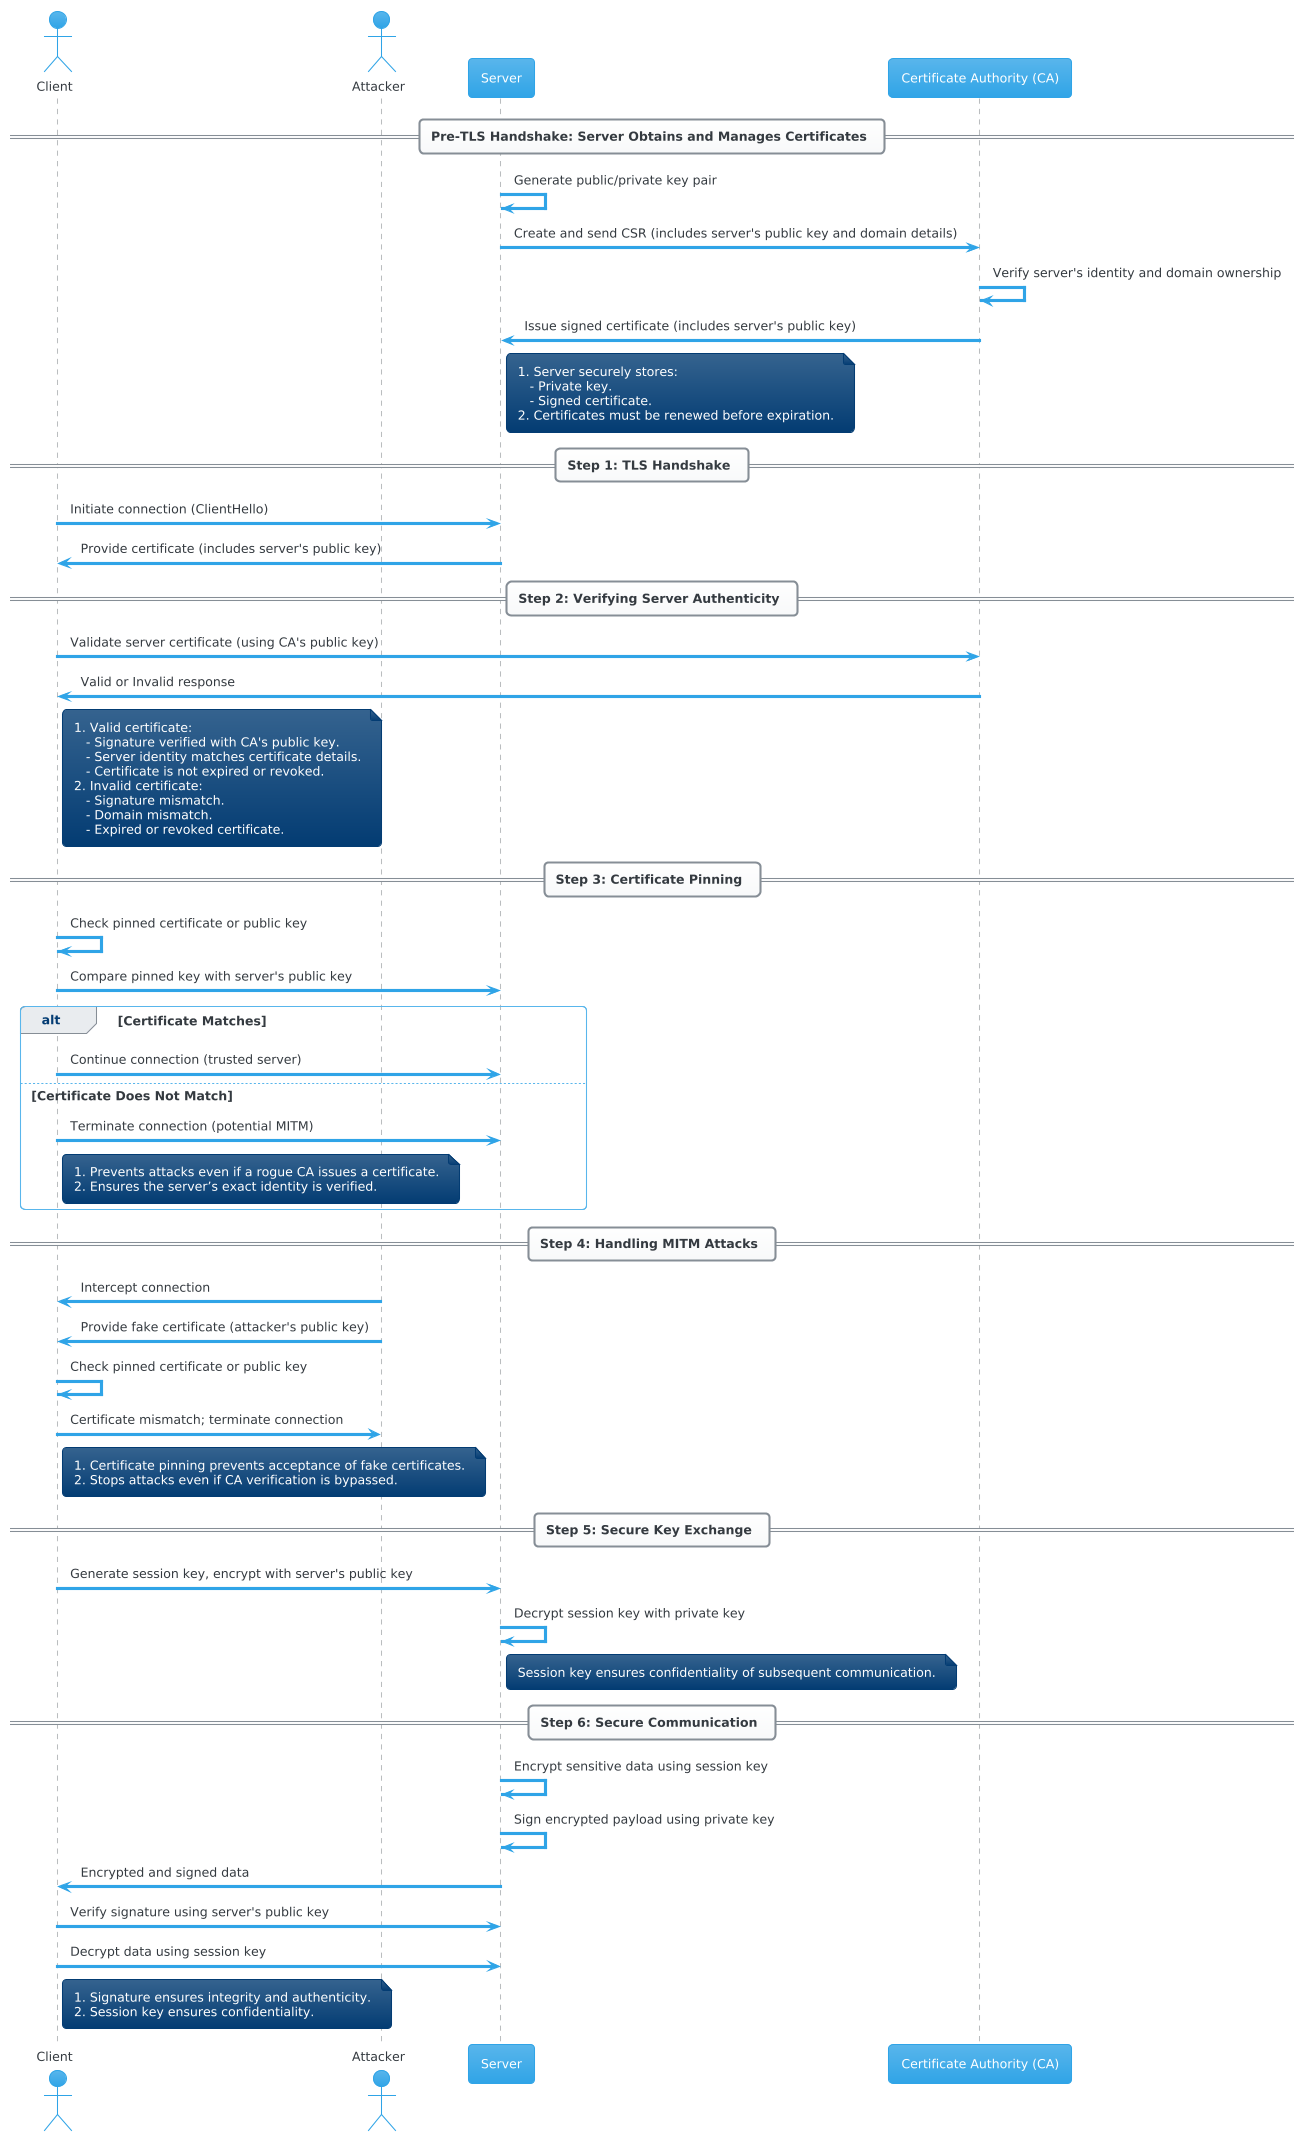 Client
Attacker
Server
Certificate Authority (CA)
Pre-TLS Handshake: Server Obtains and Manages Certificates
Generate public/private key pair
Create and send CSR (includes server's public key and domain details)
Verify server's identity and domain ownership
Issue signed certificate (includes server's public key)
1. Server securely stores:
- Private key.
- Signed certificate.
2. Certificates must be renewed before expiration.
Step 1: TLS Handshake
Initiate connection (ClientHello)
Provide certificate (includes server's public key)
Step 2: Verifying Server Authenticity
Validate server certificate (using CA's public key)
Valid or Invalid response
1. Valid certificate:
- Signature verified with CA's public key.
- Server identity matches certificate details.
- Certificate is not expired or revoked.
2. Invalid certificate:
- Signature mismatch.
- Domain mismatch.
- Expired or revoked certificate.
Step 3: Certificate Pinning
Check pinned certificate or public key
Compare pinned key with server's public key
alt [Certificate Matches]
Continue connection (trusted server)
[Certificate Does Not Match]
Terminate connection (potential MITM)
1. Prevents attacks even if a rogue CA issues a certificate.
2. Ensures the server’s exact identity is verified.
Step 4: Handling MITM Attacks
Intercept connection
Provide fake certificate (attacker's public key)
Check pinned certificate or public key
Certificate mismatch; terminate connection
1. Certificate pinning prevents acceptance of fake certificates.
2. Stops attacks even if CA verification is bypassed.
Step 5: Secure Key Exchange
Generate session key, encrypt with server's public key
Decrypt session key with private key
Session key ensures confidentiality of subsequent communication.
Step 6: Secure Communication
Encrypt sensitive data using session key
Sign encrypted payload using private key
Encrypted and signed data
Verify signature using server's public key
Decrypt data using session key
1. Signature ensures integrity and authenticity.
2. Session key ensures confidentiality.
Client
Attacker
Server
Certificate Authority (CA)